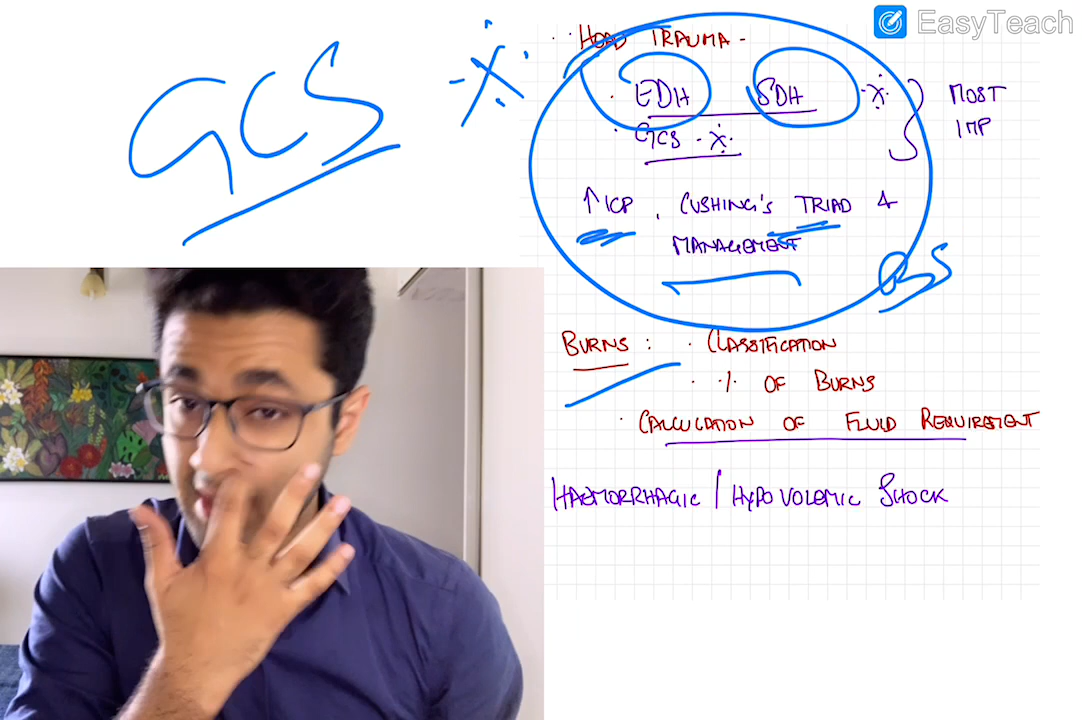 EasyTeach
GCS
HEAD TRAUMA -
EDH SDH
GCS
MOST
IMP
↑ICP, CUSHING'S TRIAD &
MANAGEMENT
BURNS : · CLASSIFICATION
· % OF BURNS
· CALCULATION OF FLUID REQUIREMENT
HAEMORRHAGIC / HYPOVOLEMIC SHOCK